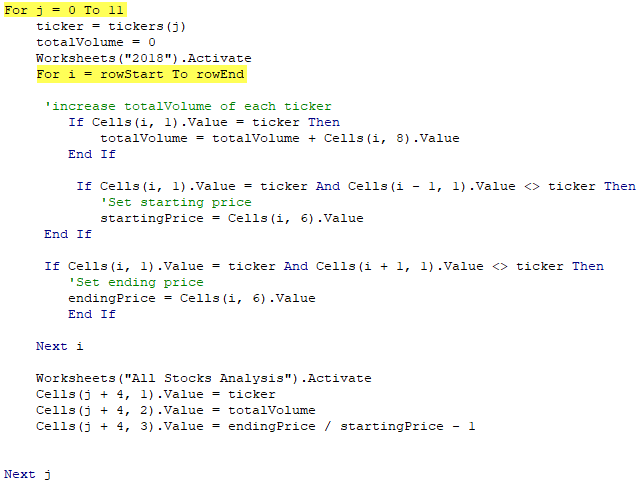 For j = 0 To 11
ticker = tickers(j)
totalVolume = 0
Worksheets("2018").Activate
For i = rowStart To rowEnd
'increase totalVolume of each ticker
If Cells(i, 1).Value = ticker Then
totalVolume = totalVolume + Cells(i, 8).Value
End If
If Cells(i, 1).Value = ticker And Cells(i - 1, 1).Value <> ticker Then
'Set starting price
startingPrice = Cells(i, 6).Value
End If
If Cells(i, 1).Value = ticker And Cells(i + 1, 1).Value <> ticker Then
'Set ending price
endingPrice = Cells(i, 6).Value
End If
Next i
Worksheets("All Stocks Analysis").Activate
Cells(j + 4, 1).Value = ticker
Cells(j + 4, 2).Value = totalVolume
Cells(j + 4, 3).Value = endingPrice / startingPrice - 1
Next j